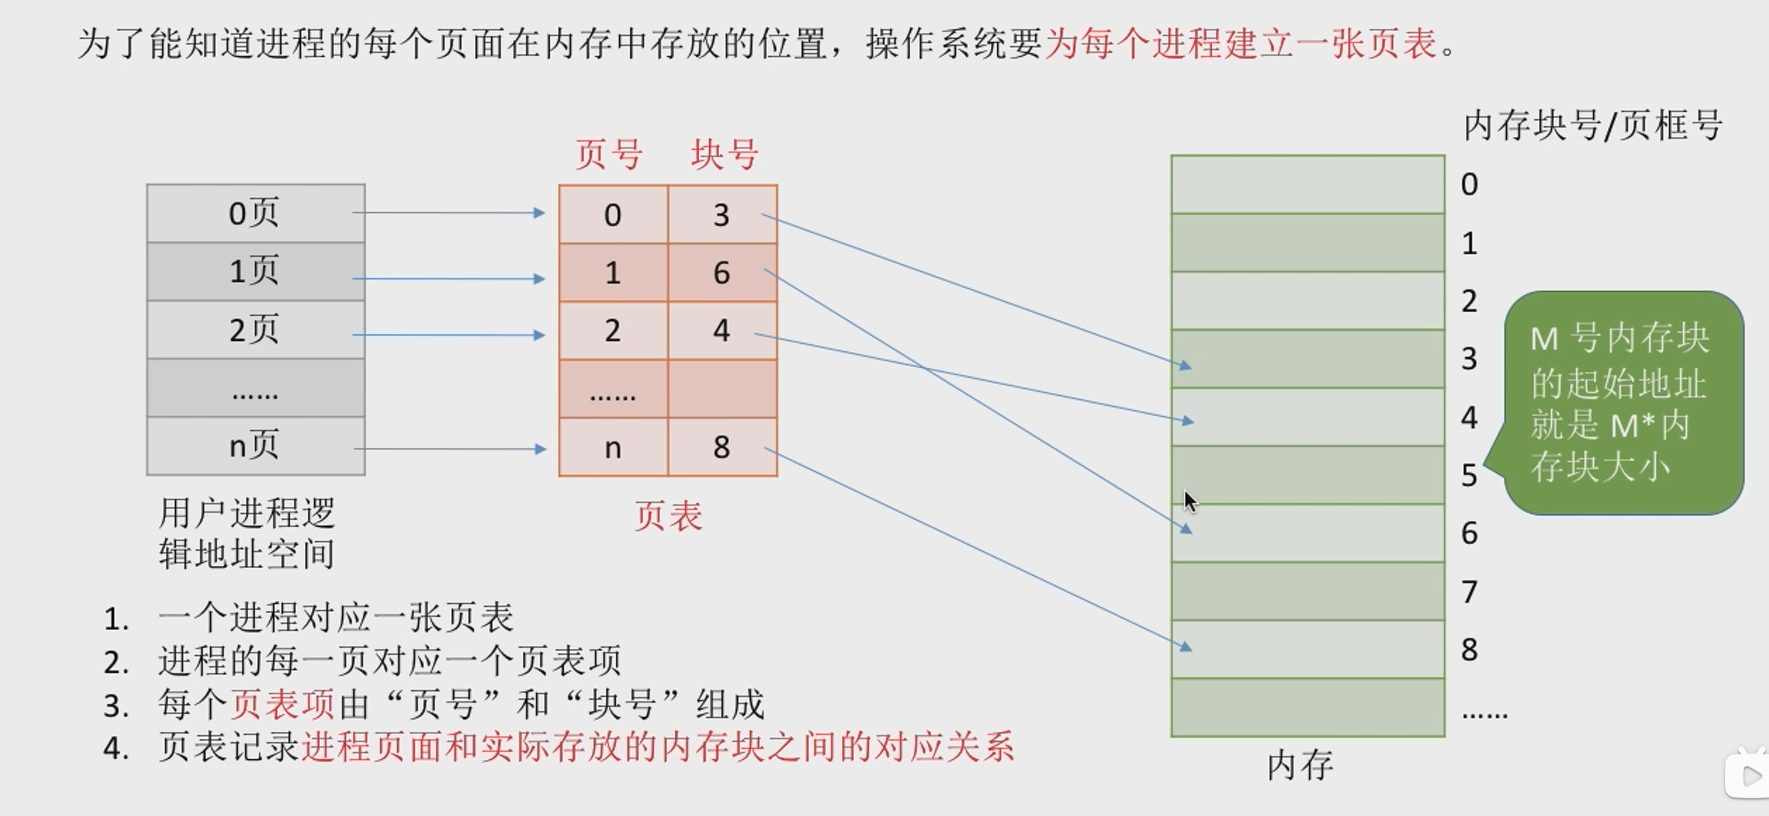 为了能知道进程的每个页面在内存中存放的位置，操作系统要为每个进程建立一张页表。
内存块号/页框号
页号 块号
0页
1页
2页
……
n页
用户进程逻
辑地址空间
0 3
1 6
2 4
……
n 8
页表
0
1
2
3
4
5
6
7
8
……
内存
M 号内存块
的起始地址
就是 M*内
存块大小
1. 一个进程对应一张页表
2. 进程的每一页对应一个页表项
3. 每个页表项由“页号”和“块号”组成
4. 页表记录进程页面和实际存放的内存块之间的对应关系